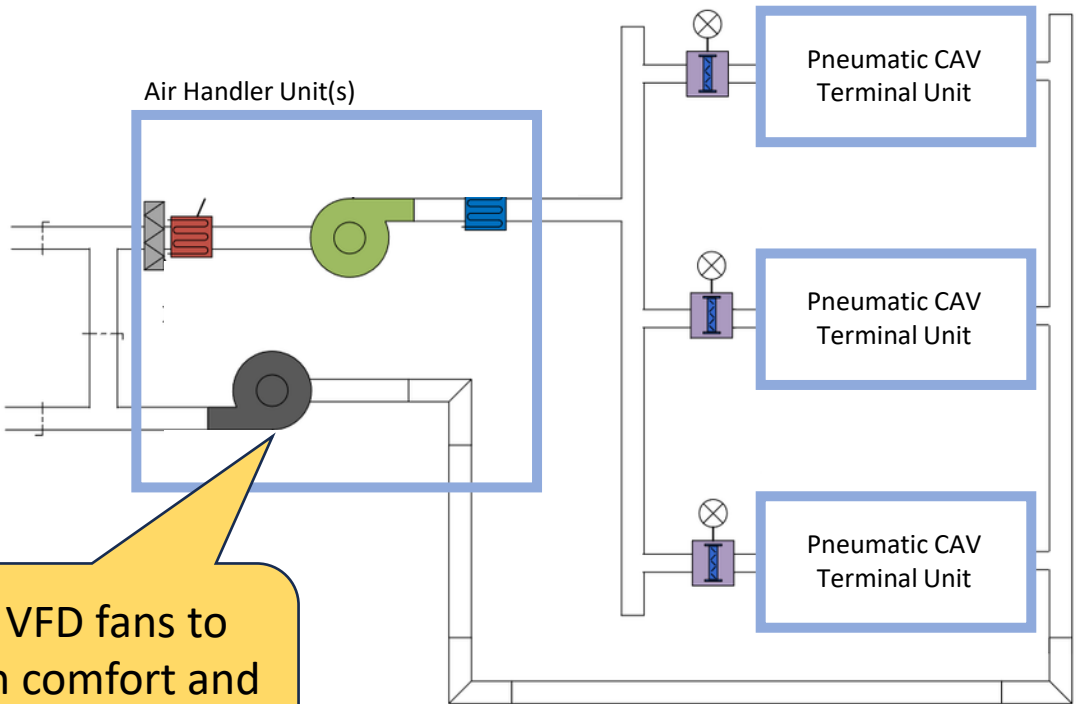 Air Handler Unit(s)
Pneumatic CAV
Terminal Unit
Pneumatic CAV
Terminal Unit
Pneumatic CAV
Terminal Unit
VFD fans to
comfort and